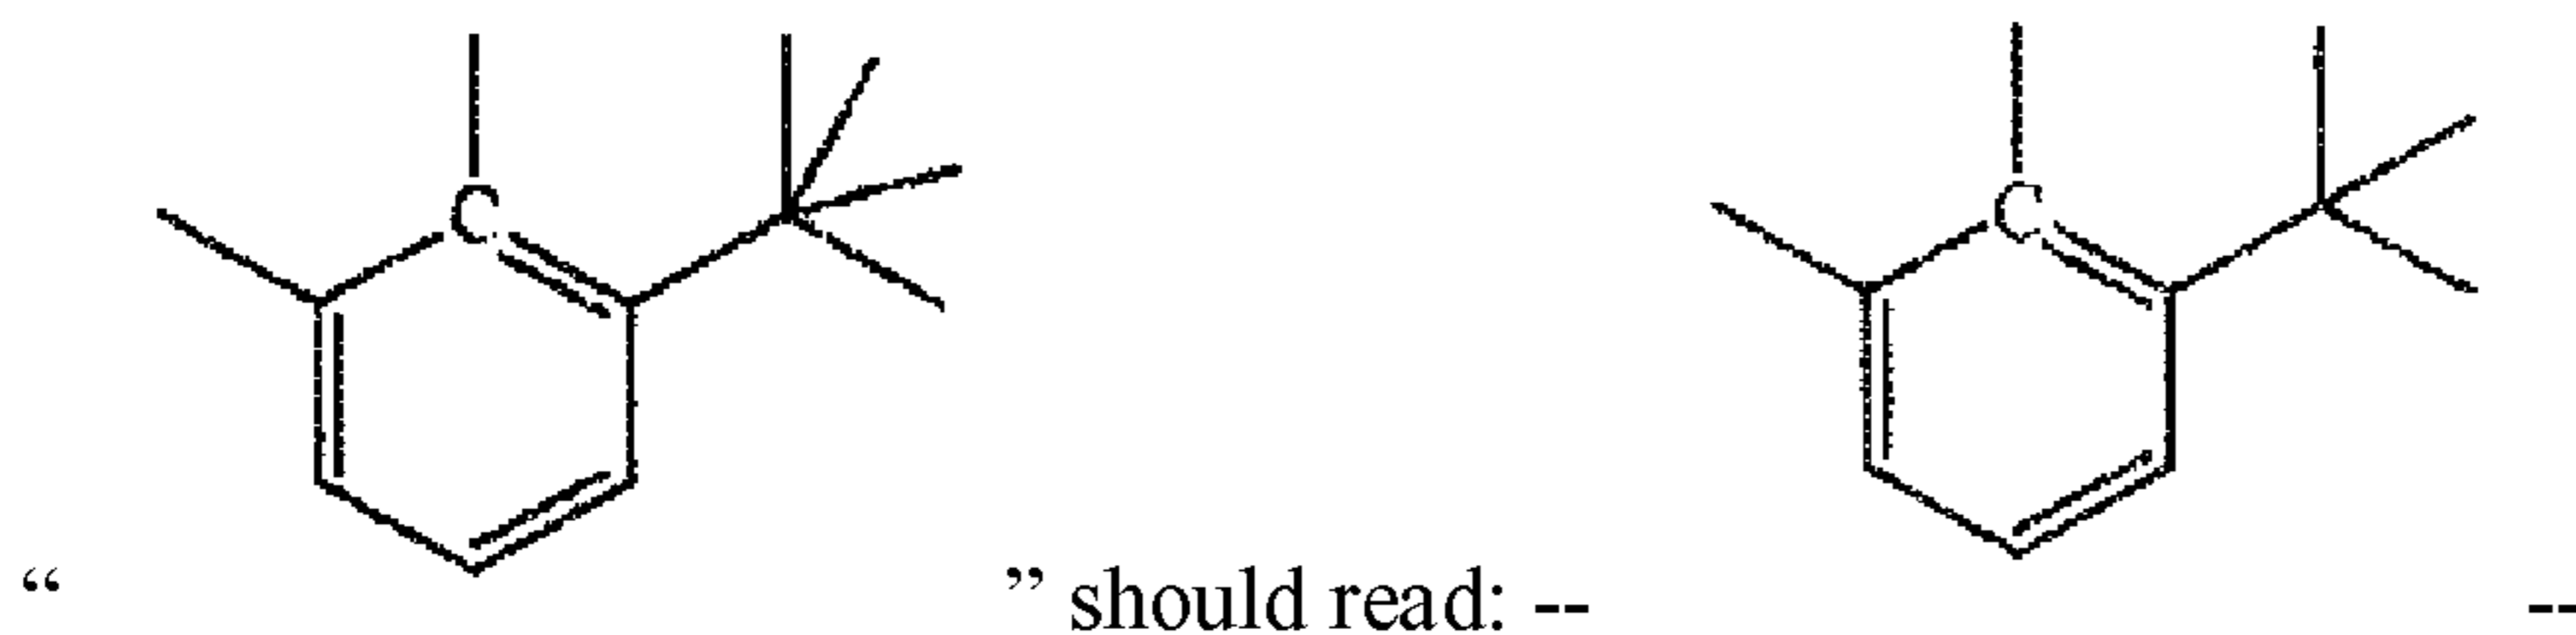 C
C
“ ” should read: -- --